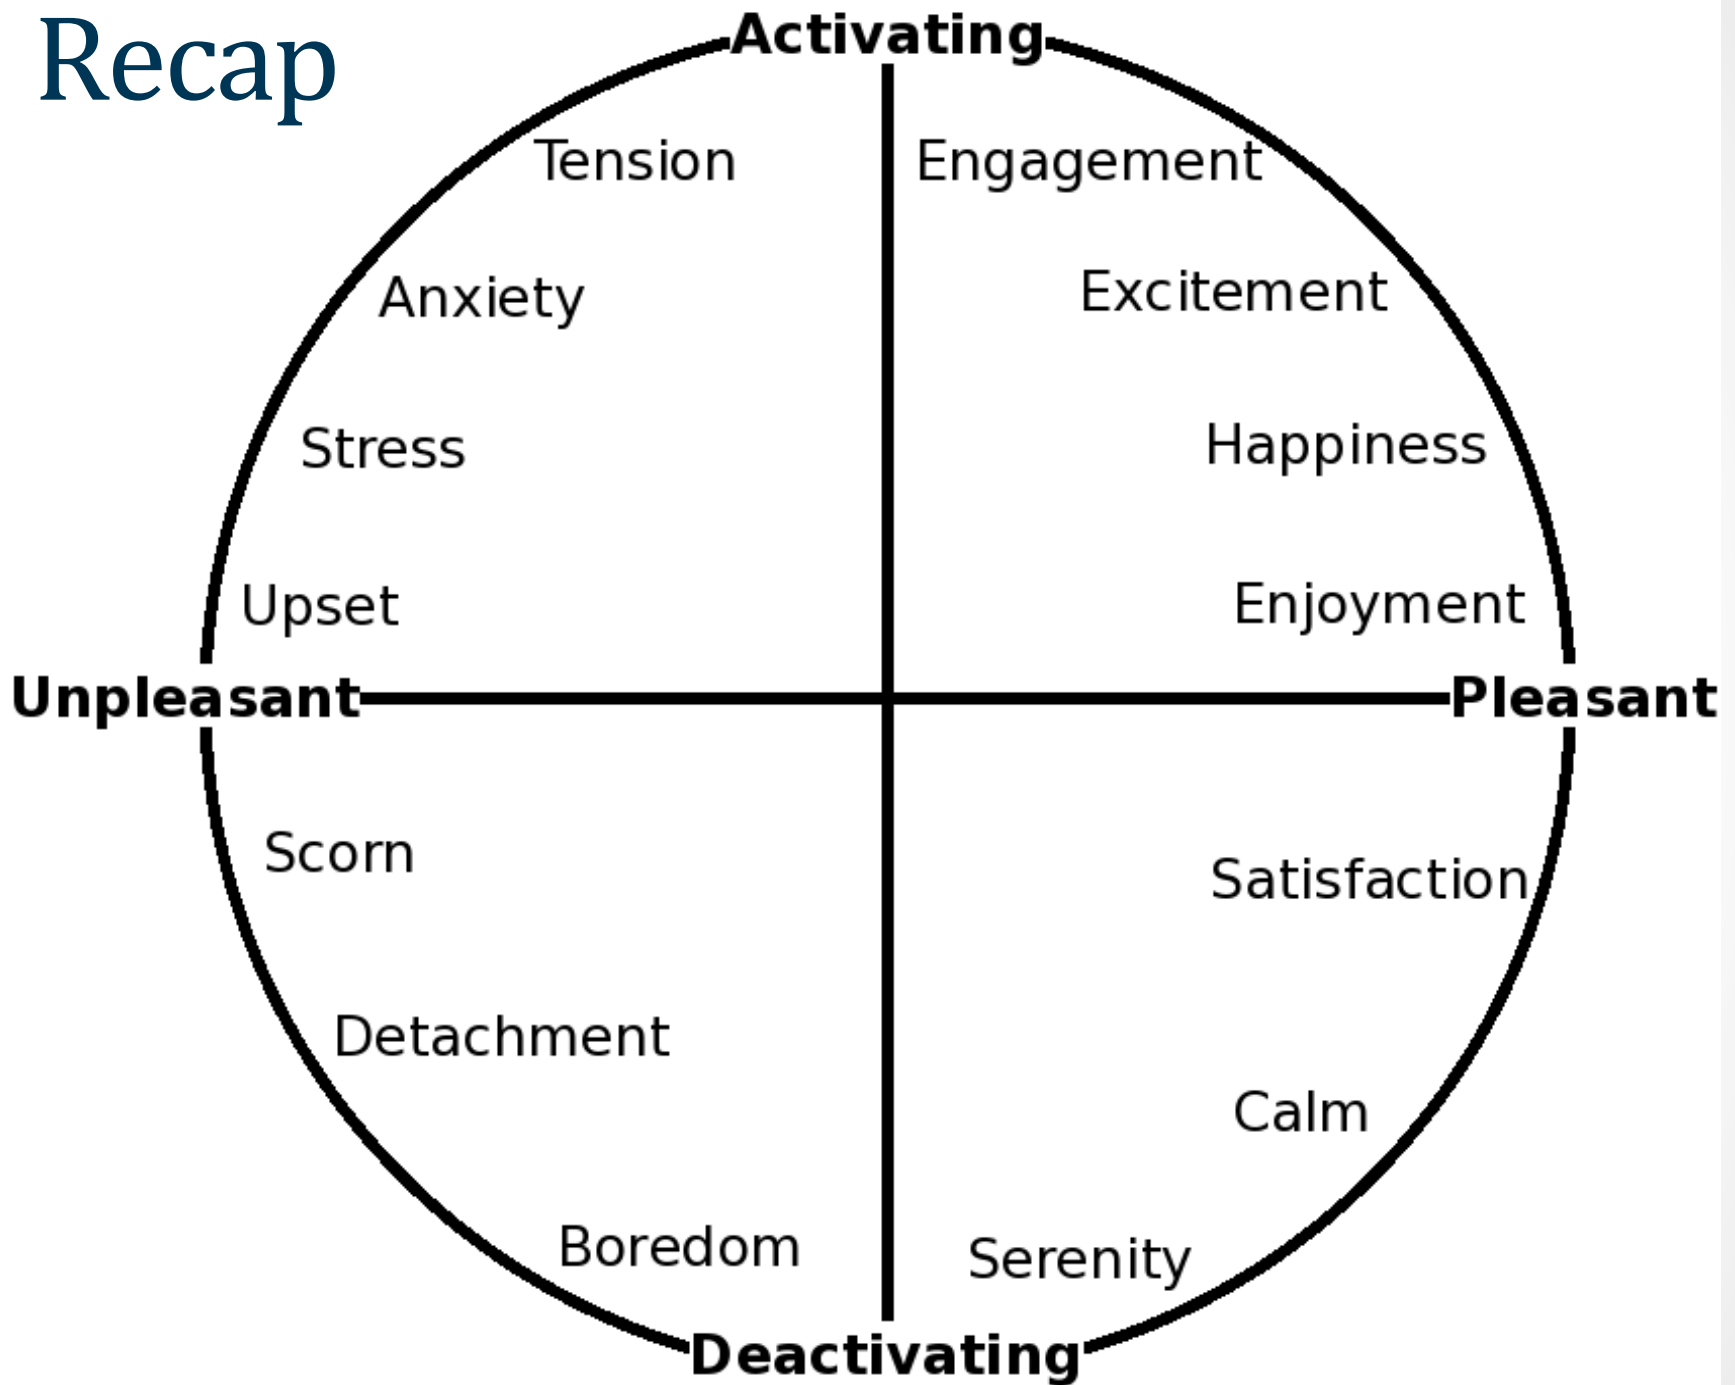 Recap
Activating
Tension
Engagement
Anxiety
Excitement
Stress
Happiness
Upset
Enjoyment
Unpleasant
Pleasant
Scorn
Satisfaction
Detachment
Calm
Boredom
Serenity
Deactivating